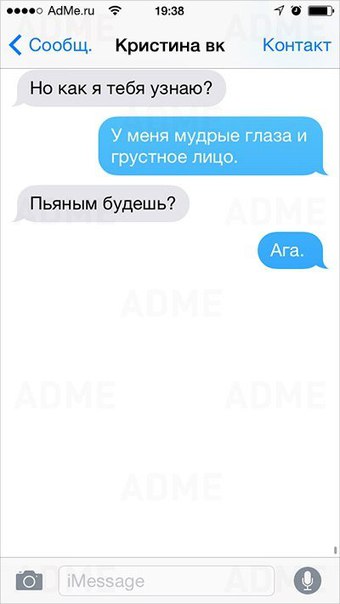 AdMe.ru 19:38
Сообщ. Кристина вк Контакт
Но как я тебя узнаю?
У меня мудрые глаза и
грустное лицо.
Пьяным будешь?
Ага.
ADME
ADME
ADME
ADME
ADME
iMessage